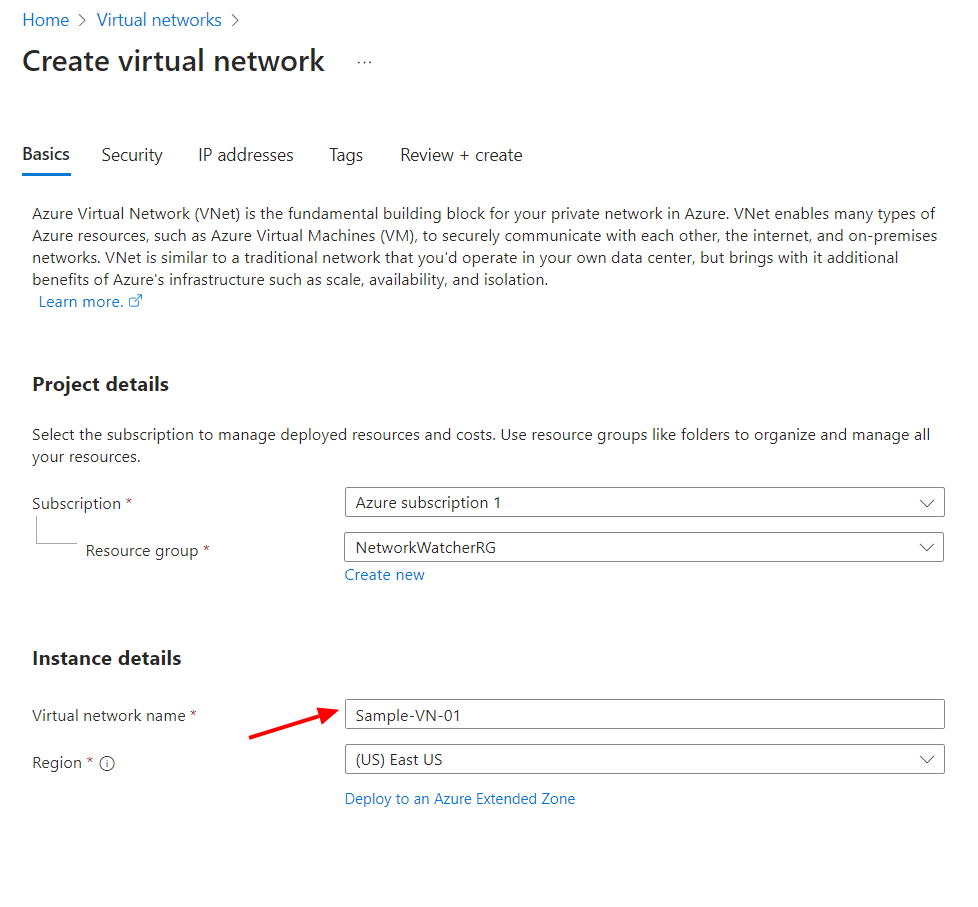 Home > Virtual networks >
Create virtual network ...
Basics Security IP addresses Tags Review + create
Azure Virtual Network (VNet) is the fundamental building block for your private network in Azure. VNet enables many types of
Azure resources, such as Azure Virtual Machines (VM), to securely communicate with each other, the internet, and on-premises
networks. VNet is similar to a traditional network that you'd operate in your own data center, but brings with it additional
benefits of Azure's infrastructure such as scale, availability, and isolation.
Learn more.
Project details
Select the subscription to manage deployed resources and costs. Use resource groups like folders to organize and manage all
your resources.
Subscription * Azure subscription 1
Resource group * NetworkWatcherRG
Create new
Instance details
Virtual network name * Sample-VN-01
Region * (US) East US
Deploy to an Azure Extended Zone